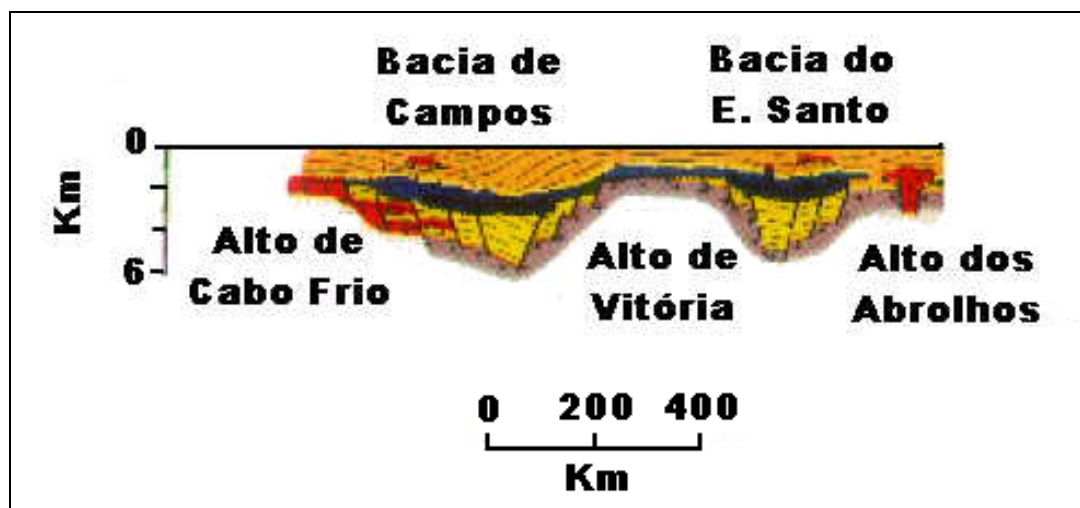 Bacia de
Campos
Bacia do
E. Santo
0
Km
6
Alto de
Cabo Frio
Alto de
Vitória
Alto dos
Abrolhos
0 200 400
Km